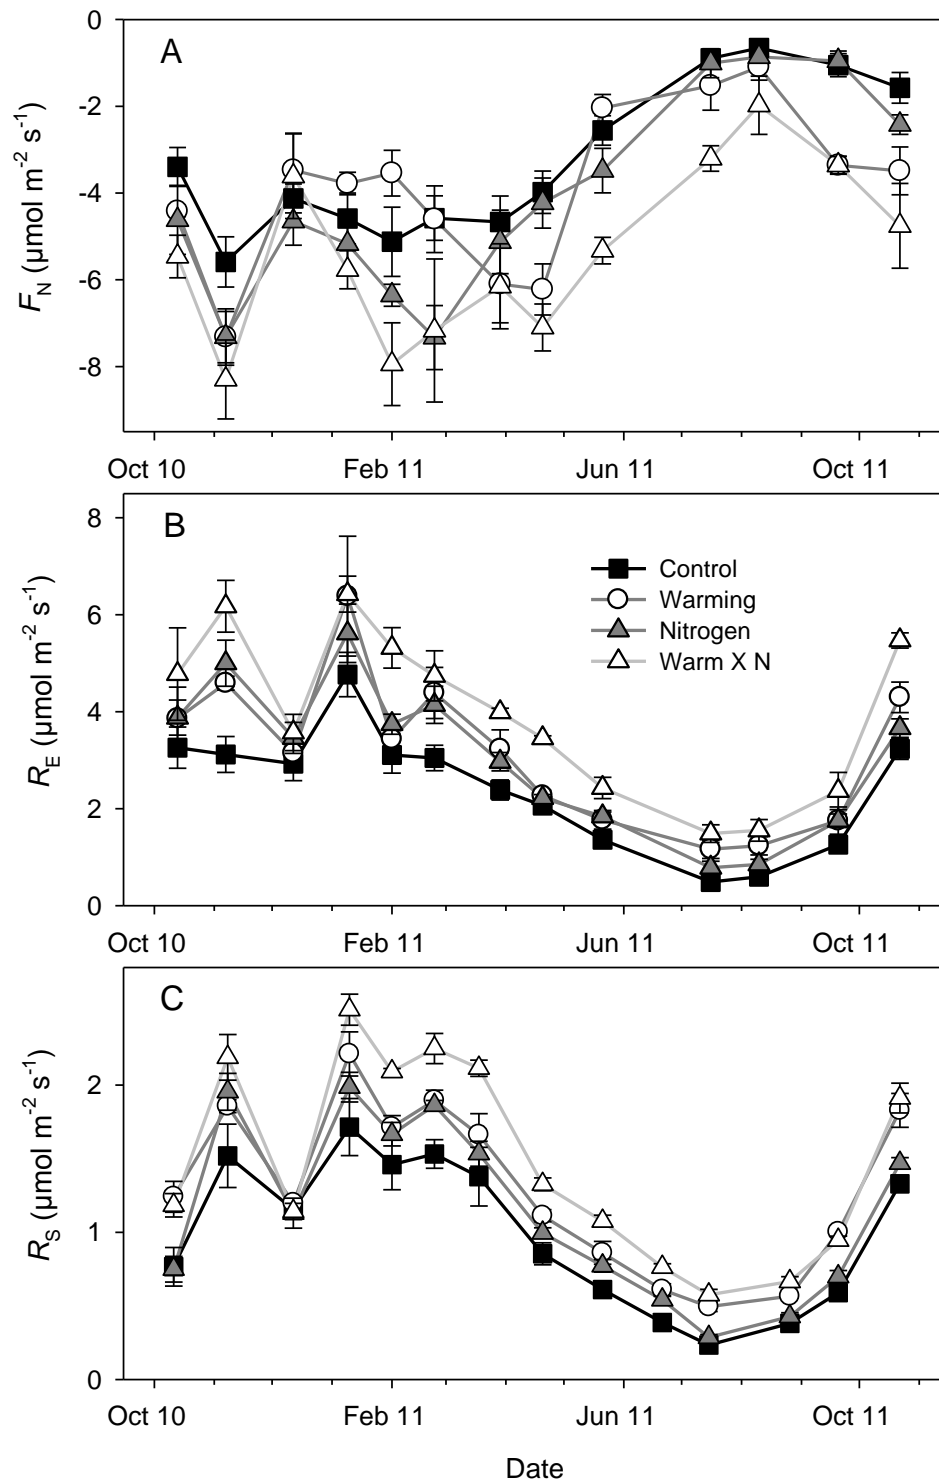 A
0
-2
-4
-6
-8
F_N (µmol m⁻² s⁻¹)
Oct 10 Feb 11 Jun 11 Oct 11
B
8
6
4
2
0
R_E (µmol m⁻² s⁻¹)
Control
Warming
Nitrogen
Warm X N
Oct 10 Feb 11 Jun 11 Oct 11
C
2
1
0
R_S (µmol m⁻² s⁻¹)
Oct 10 Feb 11 Jun 11 Oct 11
Date